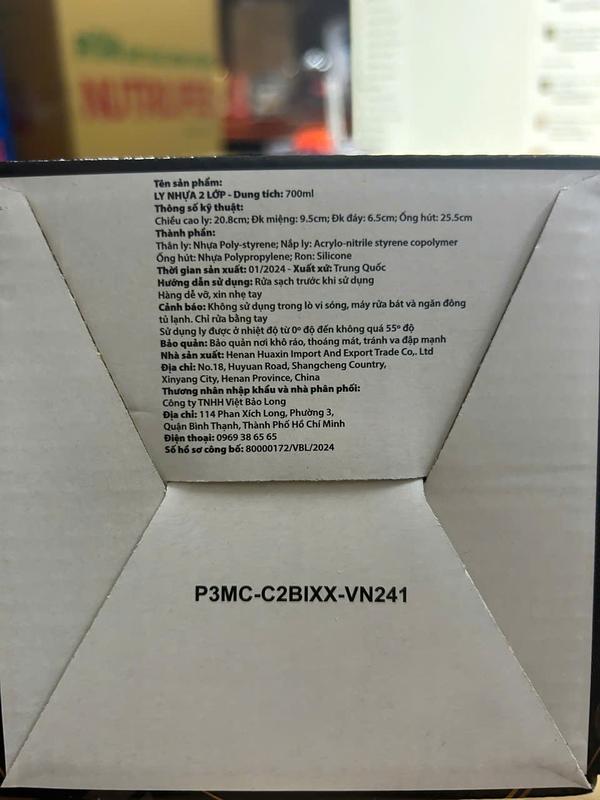 Tên sản phẩm:
LY NHỰA 2 LỚP - Dung tích: 700ml
Thông số kỹ thuật:
Chiều cao ly: 20.8cm; Đk miệng: 9.5cm; Đk đáy: 6.5cm; Ống hút: 25.5cm
Thành phần:
Thân ly: Nhựa Poly-styrene; Nắp ly: Acrylo-nitrile styrene copolymer
Ống hút: Nhựa Polypropylene; Ron: Silicone
Thời gian sản xuất: 01/2024 - Xuất xứ: Trung Quốc
Hướng dẫn sử dụng: Rửa sạch trước khi sử dụng
Hàng dễ vỡ, xin nhẹ tay
Cảnh báo: Không sử dụng trong lò vi sóng, máy rửa bát và ngăn đông
tủ lạnh. Chỉ rửa bằng tay
Sử dụng ly được ở nhiệt độ từ 0º độ đến không quá 55º độ
Bảo quản: Bảo quản nơi khô ráo, thoáng mát, tránh va đập mạnh
Nhà sản xuất: Henan Huaxin Import And Export Trade Co,. Ltd
Địa chỉ: No.18, Huyuan Road, Shangcheng Country,
Xinyang City, Henan Province, China
Thương nhân nhập khẩu và nhà phân phối:
Công ty TNHH Việt Bảo Long
Địa chỉ: 114 Phan Xích Long, Phường 3,
Quận Bình Thạnh, Thành Phố Hồ Chí Minh
Điện thoại: 0969 38 65 65
Số hồ sơ công bố: 80000172/VBL/2024
P3MC-C2BIXX-VN241